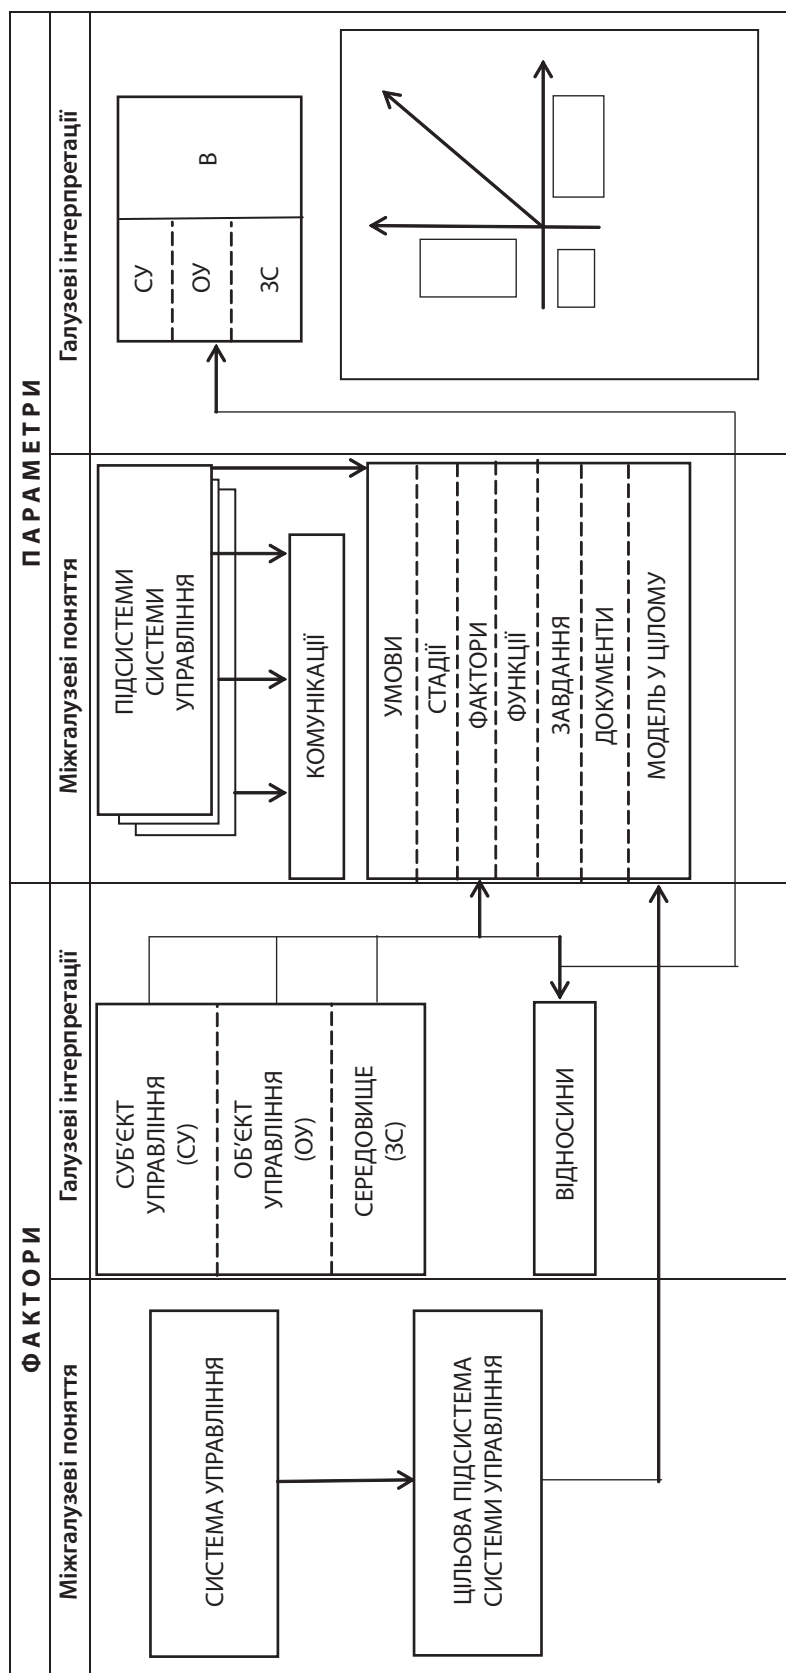 ФАКТОРИ
ПАРАМЕТРИ
Міжгалузеві поняття
Галузеві інтерпретації
Міжгалузеві поняття
Галузеві інтерпретації
СИСТЕМА УПРАВЛІННЯ
ЦІЛЬОВА ПІДСИСТЕМА
СИСТЕМИ УПРАВЛІННЯ
СУБ’ЄКТ
УПРАВЛІННЯ
(СУ)
ОБ’ЄКТ
УПРАВЛІННЯ
(ОУ)
СЕРЕДОВИЩЕ
(ЗС)
ВІДНОСИНИ
ПІДСИСТЕМИ
СИСТЕМИ
УПРАВЛІННЯ
КОМУНІКАЦІЇ
УМОВИ
СТАДІЇ
ФАКТОРИ
ФУНКЦІЇ
ЗАВДАННЯ
ДОКУМЕНТИ
МОДЕЛЬ У ЦІЛОМУ
СУ
ОУ
ЗС
В